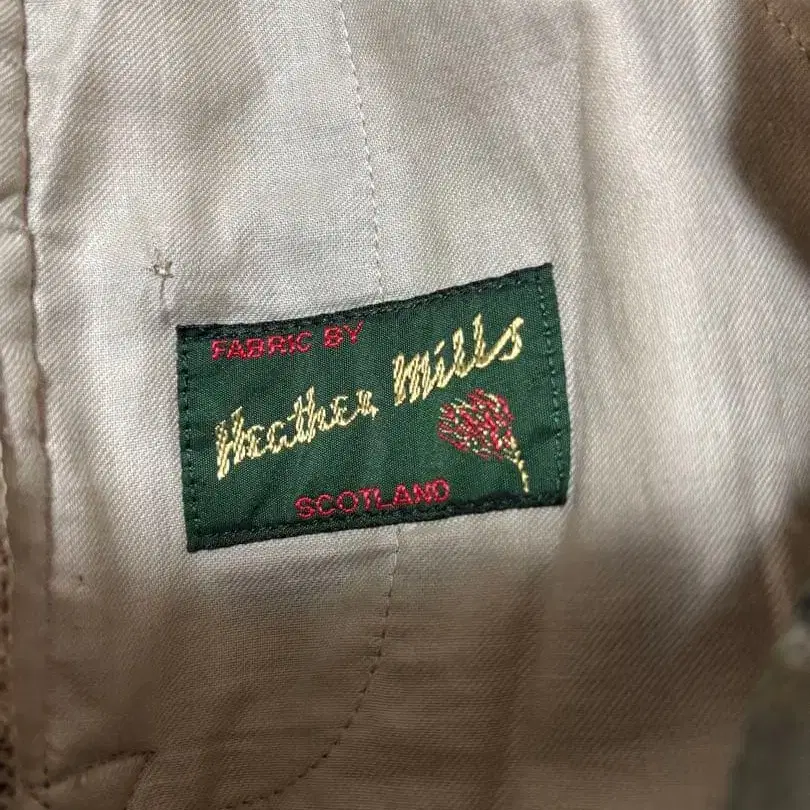 FABRIC BY
Heather Mills
SCOTLAND